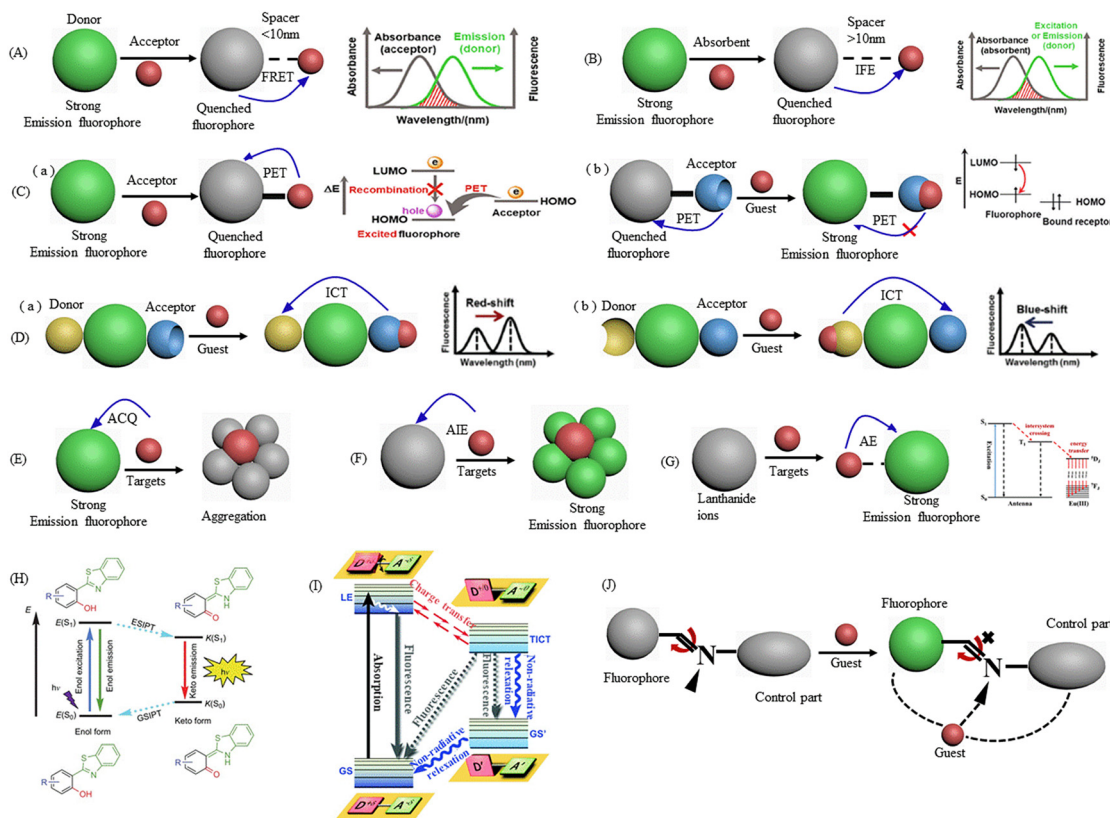 (A)
Donor
Strong
Emission fluorophore
Acceptor
Spacer
<10nm
FRET
Quenched
fluorophore
Absorbance
Absorbance
(acceptor)
Emission
(donor)
Fluorescence
Wavelength/(nm)
(B)
Strong
Emission fluorophore
Absorbent
Spacer
>10nm
IFE
Quenched
fluorophore
Absorbance
Absorbance
(absorbent)
Excitation
or Emission
(donor)
Fluorescence
Wavelength/(nm)
(C)
(a)
Strong
Emission fluorophore
Acceptor
PET
Quenched
fluorophore
ΔE
LUMO
e
Recombination
hole
HOMO
Excited fluorophore
PET
e
HOMO
Acceptor
(b)
Acceptor
PET
Quenched
fluorophore
Guest
PET
Strong
Emission fluorophore
E
LUMO
HOMO
Fluorophore
HOMO
Bound receptor
(D)
(a)
Donor
Acceptor
Guest
ICT
Fluorescence
Red-shift
Wavelength (nm)
(b)
Donor
Acceptor
Guest
ICT
Fluorescence
Blue-shift
Wavelength (nm)
(E)
ACQ
Strong
Emission fluorophore
Targets
Aggregation
(F)
AIE
Targets
Strong
Emission fluorophore
(G)
Lanthanide
ions
Targets
AE
Strong
Emission fluorophore
S1
Excitation
S0
intersystem
crossing
T1
energy
transfer
Antenna
Eu(III)
(H)
S
N
R
OH
S
N
H
R
O
E
E(S1)
ESIPT
K(S1)
Enol excitation
Enol emission
Keto emission
hν
hν
E(S0)
GSIPT
K(S0)
Enol form
Keto form
S
N
R
OH
S
N
H
R
O
(I)
LE
Charge transfer
TICT
Absorption
Fluorescence
Fluorescence
Fluorescence
Non-radiative
relaxation
GS'
Non-radiative
relaxation
GS
D'
A'
(J)
Fluorophore
N
Control part
Guest
Fluorophore
N
Control par
Guest